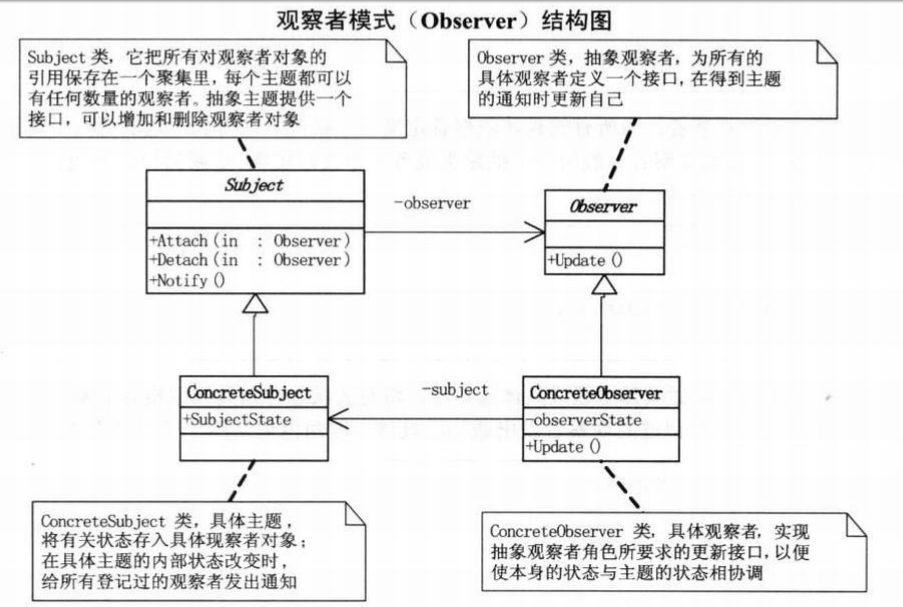 观察者模式（Observer）结构图
Subject 类，它把所有对观察者对象的
引用保存在一个聚集里，每个主题都可以
有任何数量的观察者。抽象主题提供一个
接口，可以增加和删除观察者对象
Observer 类，抽象观察者，为所有的
具体观察者定义一个接口，在得到主题
的通知时更新自己
Subject
+Attach(in : Observer)
+Detach(in : Observer)
+Notify()
-observer
Observer
+Update()
ConcreteSubject
+SubjectState
-subject
ConcreteObserver
-observerState
+Update()
ConcreteSubject 类，具体主题，
将有关状态存入具体现察者对象；
在具体主题的内部状态改变时，
给所有登记过的观察者发出通知
ConcreteObserver 类，具体观察者，实现
抽象观察者角色所要求的更新接口，以便
使本身的状态与主题的状态相协调